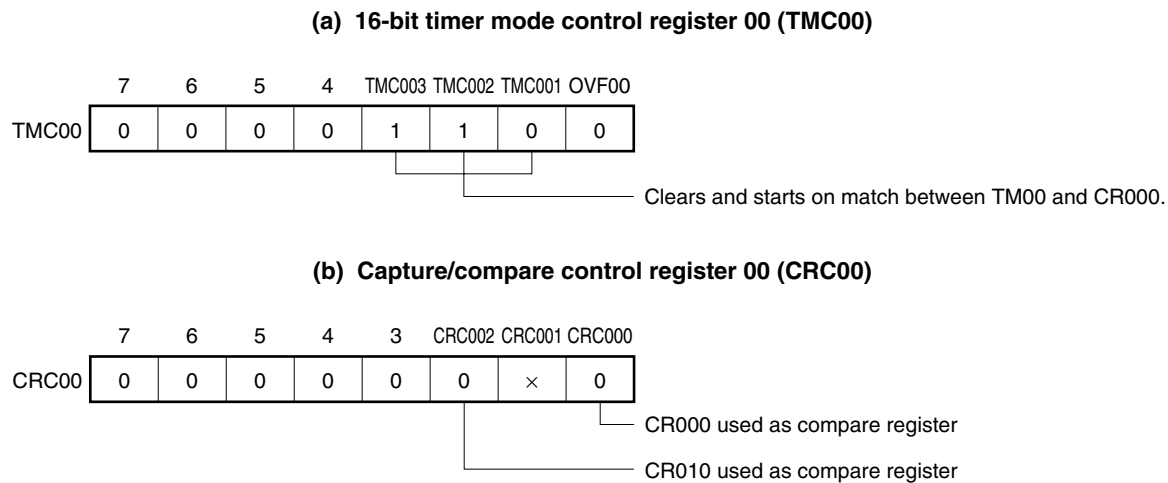 (a) 16-bit timer mode control register 00 (TMC00)
7 6 5 4 TMC003 TMC002 TMC001 OVF00
TMC00 0 0 0 0 1 1 0 0
Clears and starts on match between TM00 and CR000.
(b) Capture/compare control register 00 (CRC00)
7 6 5 4 3 CRC002 CRC001 CRC000
CRC00 0 0 0 0 0 0 × 0
CR000 used as compare register
CR010 used as compare register